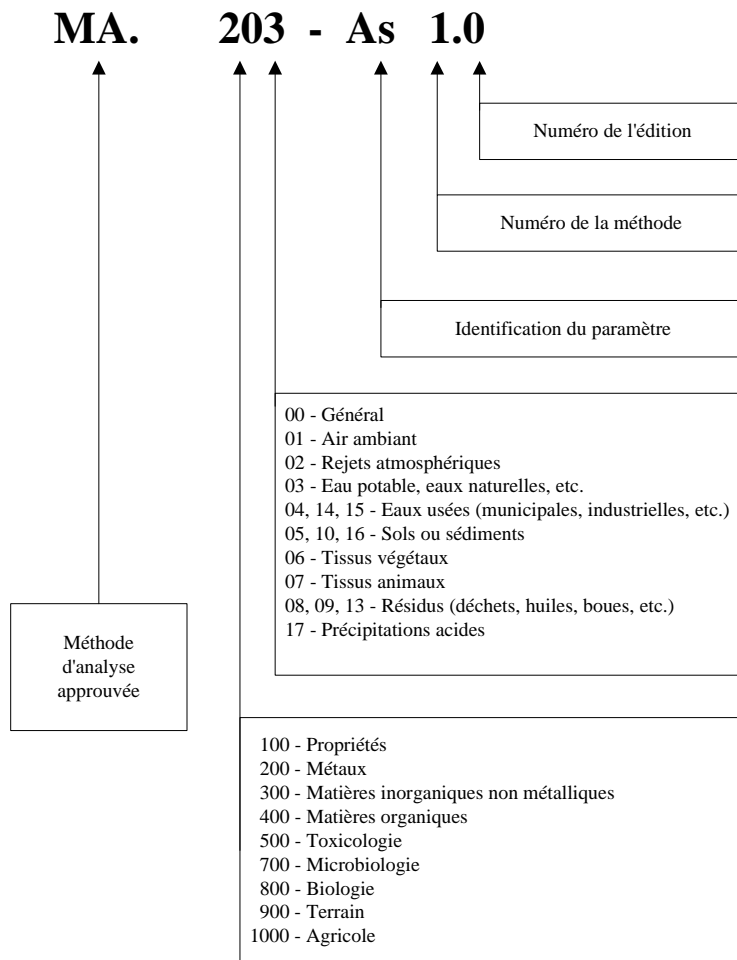 MA. 203 - As 1.0
Numéro de l'édition
Numéro de la méthode
Identification du paramètre
00 - Général
01 - Air ambiant
02 - Rejets atmosphériques
03 - Eau potable, eaux naturelles, etc.
04, 14, 15 - Eaux usées (municipales, industrielles, etc.)
05, 10, 16 - Sols ou sédiments
06 - Tissus végétaux
07 - Tissus animaux
08, 09, 13 - Résidus (déchets, huiles, boues, etc.)
17 - Précipitations acides
Méthode
d'analyse
approuvée
100 - Propriétés
200 - Métaux
300 - Matières inorganiques non métalliques
400 - Matières organiques
500 - Toxicologie
700 - Microbiologie
800 - Biologie
900 - Terrain
1000 - Agricole